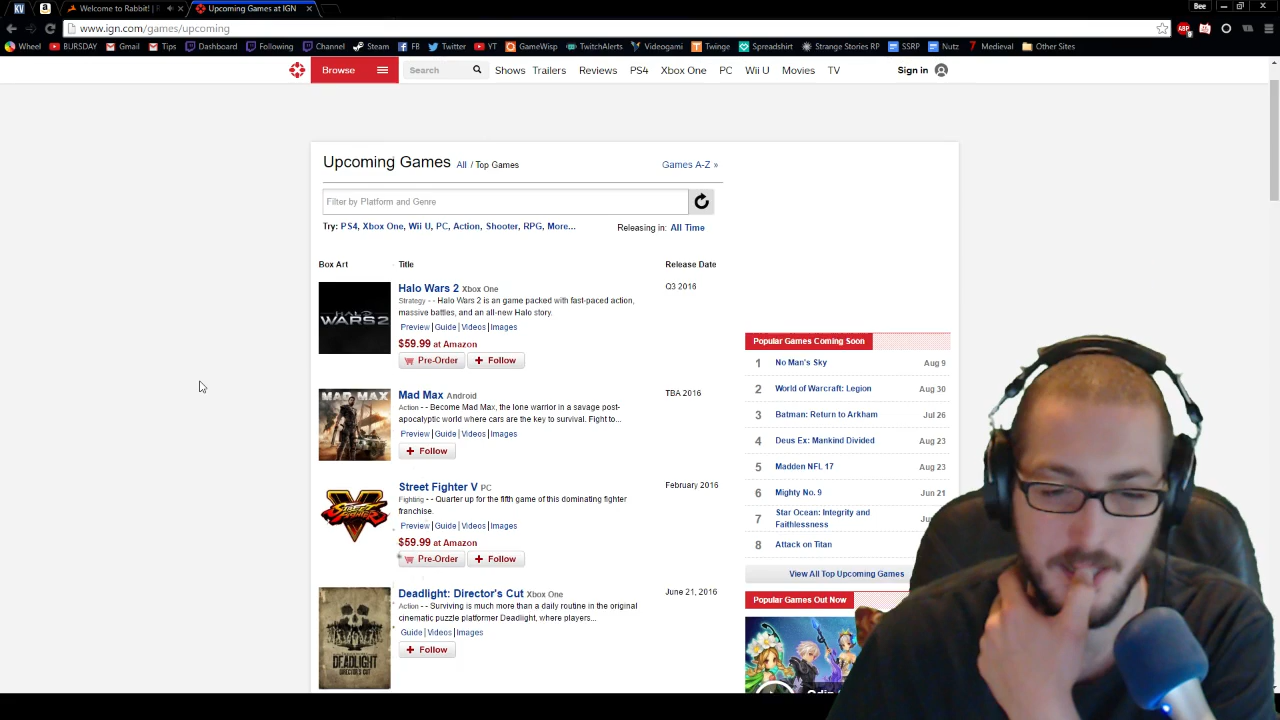 Welcome to Rabbit! |
Upcoming Games at IGN
Bee
www.ign.com/games/upcoming
Wheel BURSDAY Gmail Tips Dashboard Following Channel Steam FB Twitter YT GameWisp TwitchAlerts Videogami Twinge Spreadshirt Strange Stories RP SSRP Nutz Medieval Other Sites
Browse Search Shows Trailers Reviews PS4 Xbox One PC Wii U Movies TV Sign in
Upcoming Games All / Top Games Games A-Z »
Filter by Platform and Genre
Try: PS4, Xbox One, Wii U, PC, Action, Shooter, RPG, More... Releasing in: All Time
Box Art Title Release Date
HALO WARS 2
Halo Wars 2 Xbox One Q3 2016
Strategy - - Halo Wars 2 is an game packed with fast-paced action,
massive battles, and an all-new Halo story.
Preview | Guide | Videos | Images
$59.99 at Amazon
Pre-Order + Follow
MAD MAX
Mad Max Android TBA 2016
Action - - Become Mad Max, the lone warrior in a savage post-
apocalyptic world where cars are the key to survival. Fight to...
Preview | Guide | Videos | Images
+ Follow
STREET FIGHTER
Street Fighter V PC February 2016
Fighting - - Quarter up for the fifth game of this dominating fighter
franchise.
Preview | Guide | Videos | Images
$59.99 at Amazon
Pre-Order + Follow
DEADLIGHT
DIRECTOR'S CUT
Deadlight: Director's Cut Xbox One June 21, 2016
Action - - Surviving is much more than a daily routine in the original
cinematic puzzle platformer Deadlight, where players...
Guide | Videos | Images
+ Follow
Popular Games Coming Soon
1 No Man's Sky Aug 9
2 World of Warcraft: Legion Aug 30
3 Batman: Return to Arkham Jul 26
4 Deus Ex: Mankind Divided Aug 23
5 Madden NFL 17 Aug 23
6 Mighty No. 9 Jun 21
7 Star Ocean: Integrity and
Faithlessness
8 Attack on Titan
View All Top Upcoming Games
Popular Games Out Now